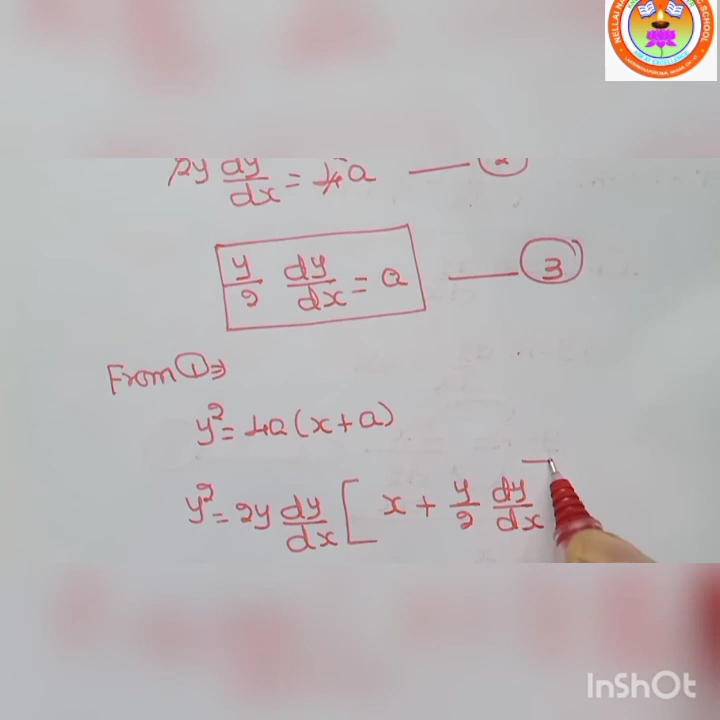 2y dy/dx = 4a —— (2)
y/2 dy/dx = a —— (3)
From (1) ⇒
y² = 4a(x + a)
y² = 2y dy/dx [ x + y/2 dy/dx
InShOt